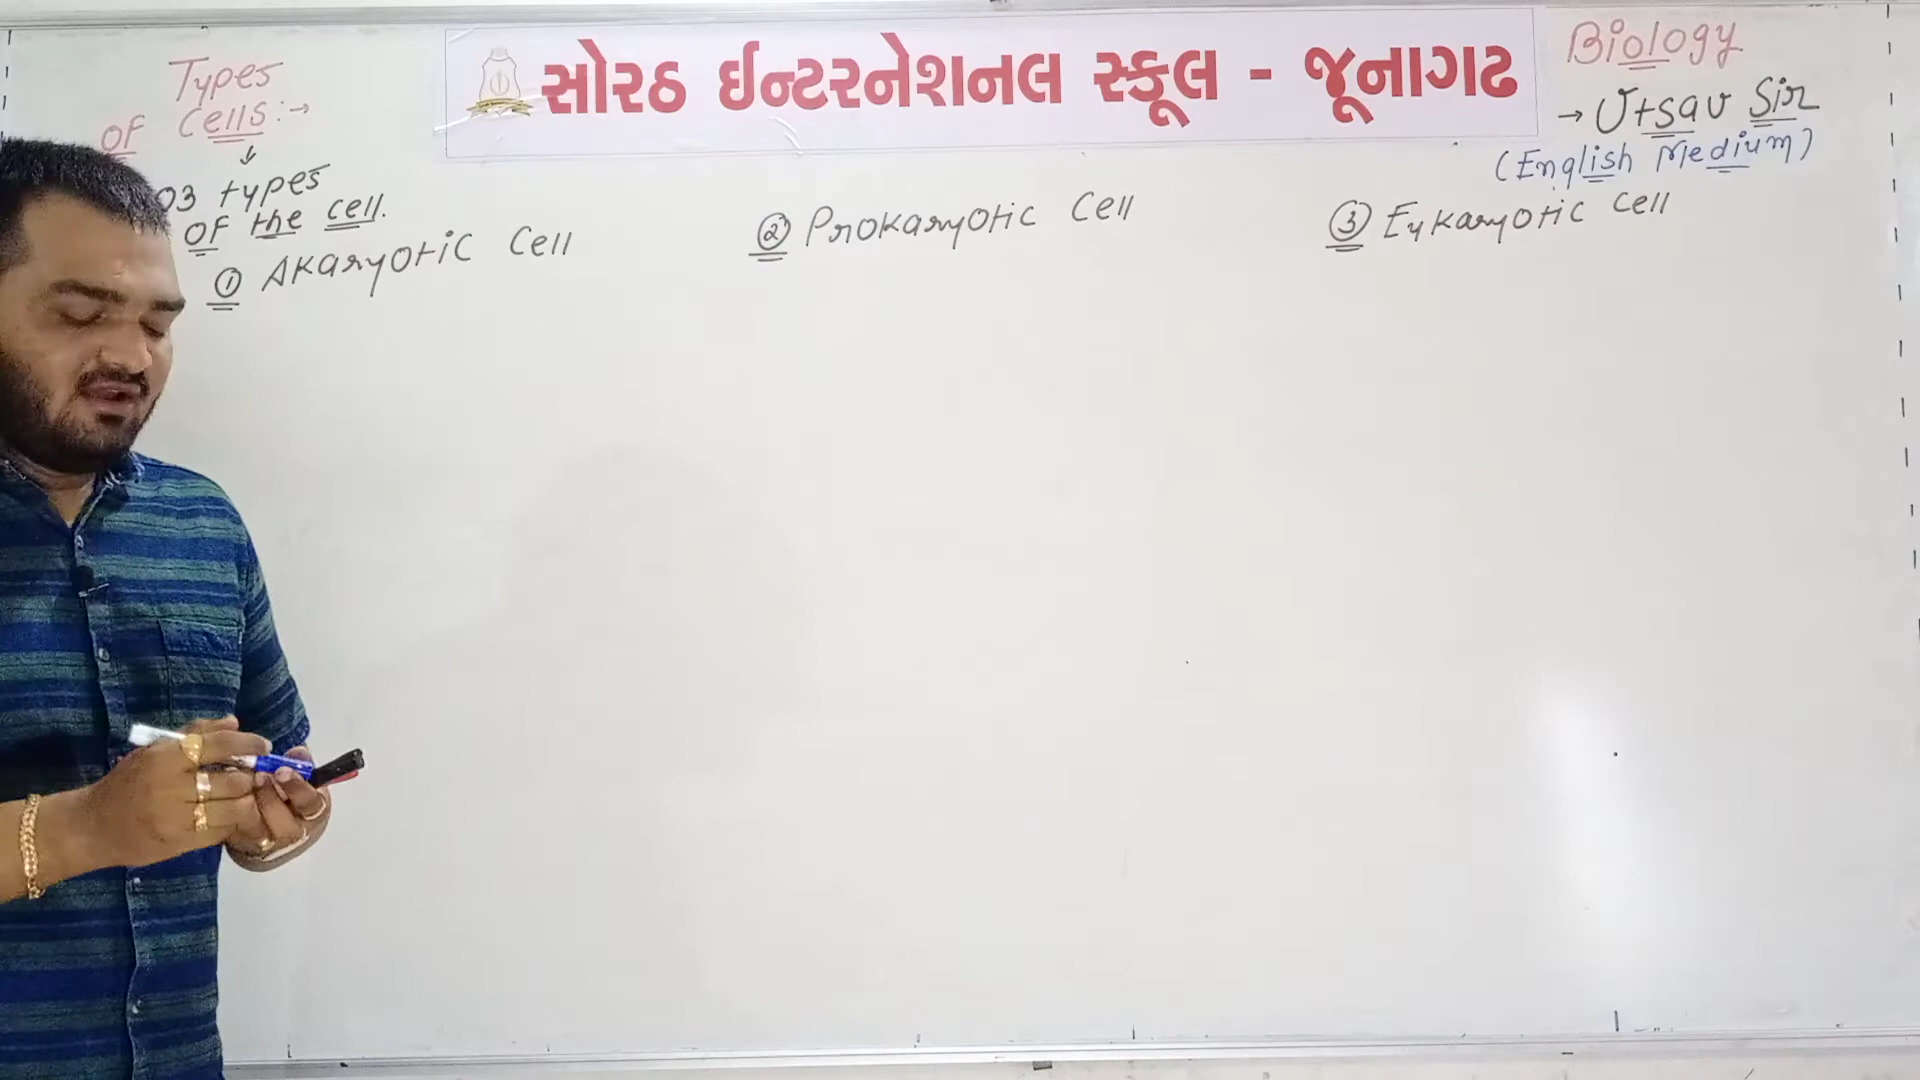 Types
OF Cells:→
↓
03 types
OF the cell.
① Akaryotic Cell
સોરઠ ઈન્ટરનેશનલ સ્કૂલ - જૂનાગઢ
② Prokaryotic Cell
Biology
→ Utsav Sir
(English Medium)
③ Eukaryotic Cell